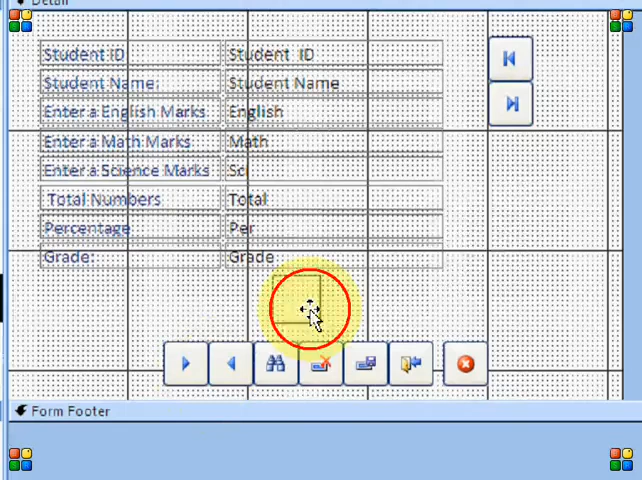 Detail
Student ID Student ID
Student Name: Student Name
Enter a English Marks English
Enter a Math Marks Math
Enter a Science Marks Sci
Total Numbers Total
Percentage Per
Grade: Grade
Form Footer